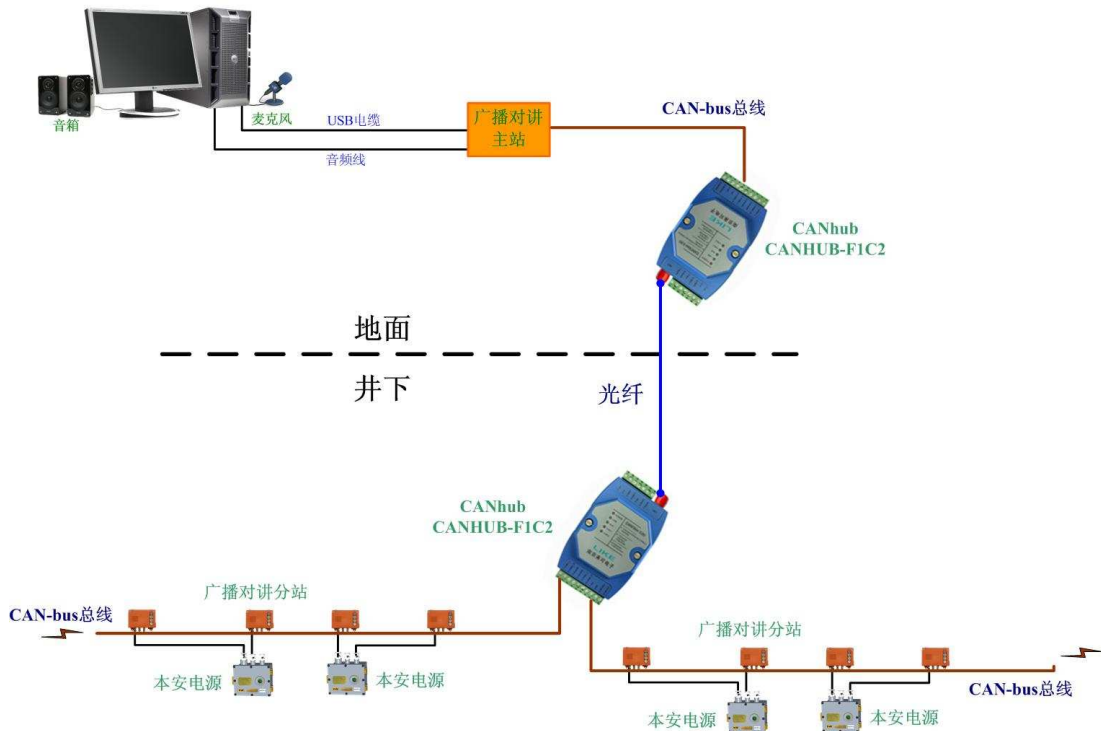 音箱
麦克风
USB电缆
音频线
广播对讲
主站
CAN-bus总线
CANhub
CANHUB-F1C2
地面
井下
光纤
CANhub
CANHUB-F1C2
广播对讲分站
CAN-bus总线
本安电源
本安电源
广播对讲分站
CAN-bus总线
本安电源
本安电源